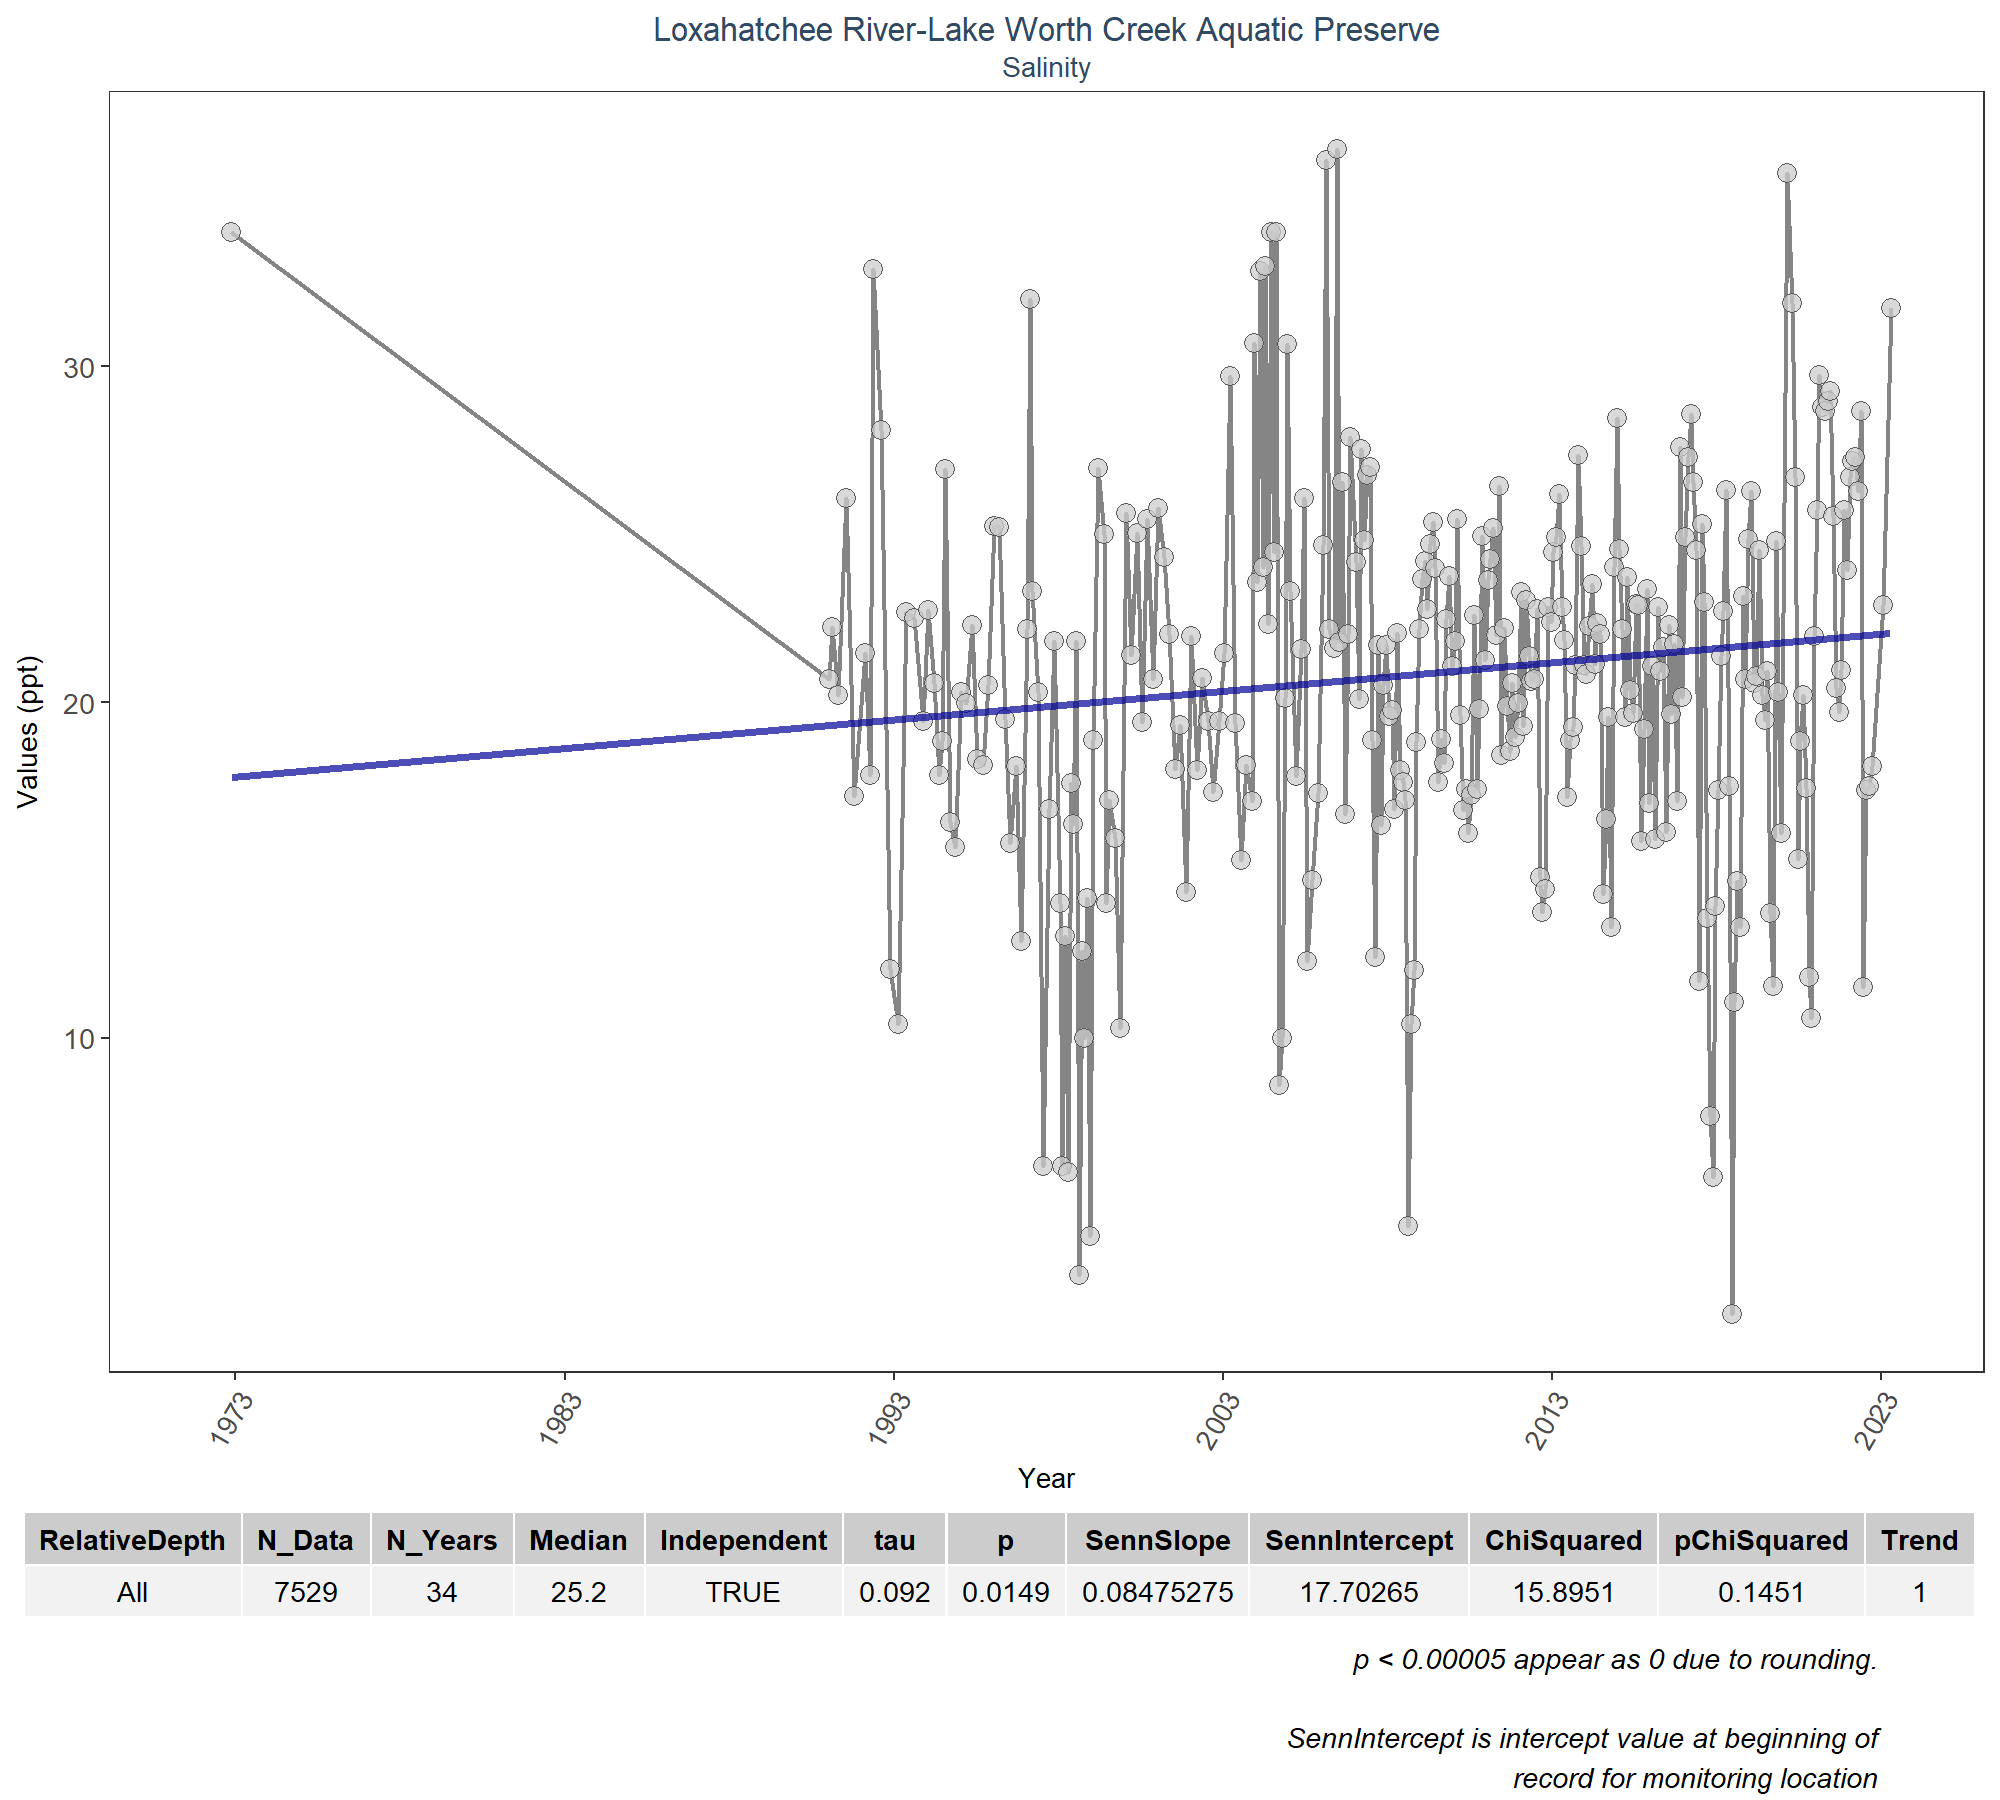 Loxahatchee River-Lake Worth Creek Aquatic Preserve
Salinity
Values (ppt)
30
20
10
1973
1983
1993
2003
2013
2023
Year
RelativeDepth N_Data N_Years Median Independent tau p SennSlope SennIntercept ChiSquared pChiSquared Trend
All 7529 34 25.2 TRUE 0.092 0.0149 0.08475275 17.70265 15.8951 0.1451 1
p < 0.00005 appear as 0 due to rounding.
SennIntercept is intercept value at beginning of
record for monitoring location